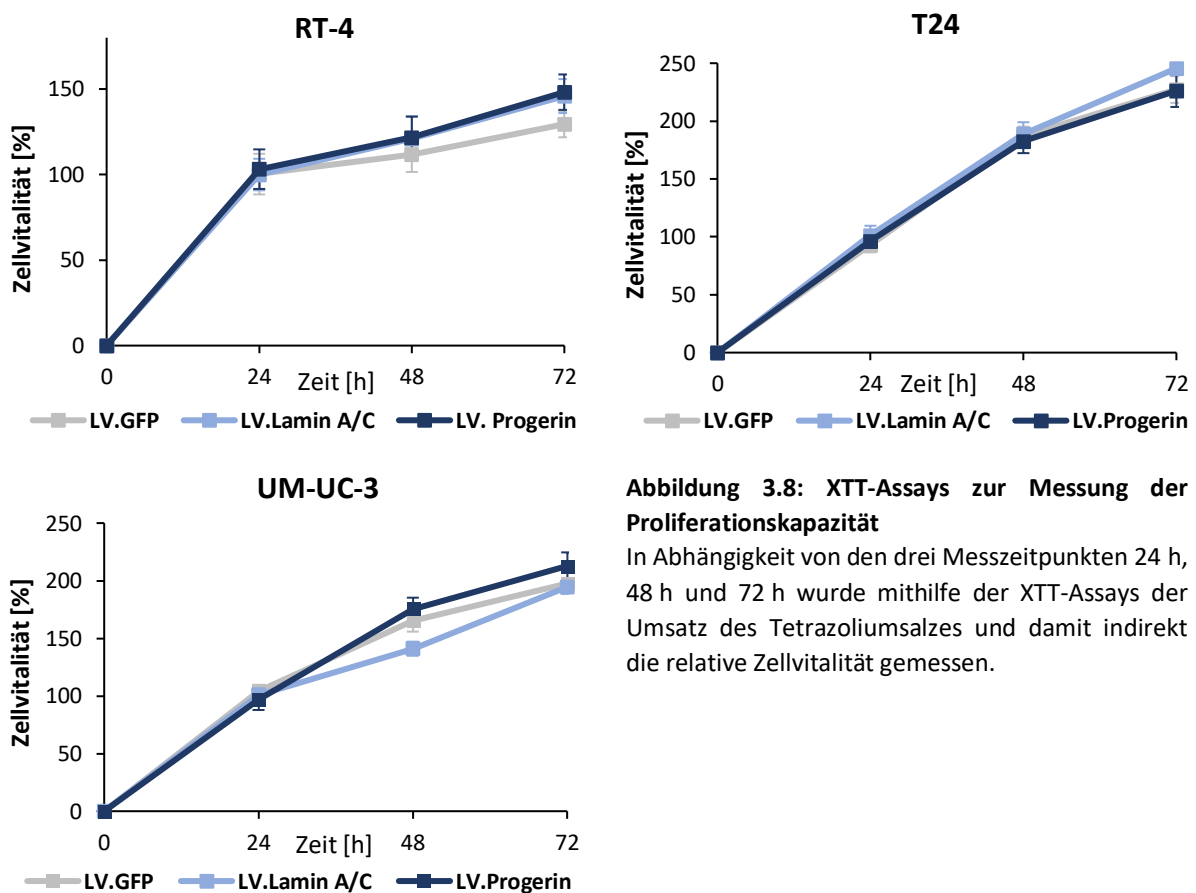 RT-4
Zellvitalität [%]
150
100
50
0
0
24
Zeit [h]
48
72
LV.GFP LV.Lamin A/C LV. Progerin
T24
Zellvitalität [%]
250
200
150
100
50
0
0
24
Zeit [h]
48
72
LV.GFP LV.Lamin A/C LV.Progerin
UM-UC-3
Zellvitalität [%]
250
200
150
100
50
0
0
24
Zeit [h]
48
72
LV.GFP LV.Lamin A/C LV.Progerin
Abbildung 3.8: XTT-Assays zur Messung der
Proliferationskapazität
In Abhängigkeit von den drei Messzeitpunkten 24 h,
48 h und 72 h wurde mithilfe der XTT-Assays der
Umsatz des Tetrazoliumsalzes und damit indirekt
die relative Zellvitalität gemessen.